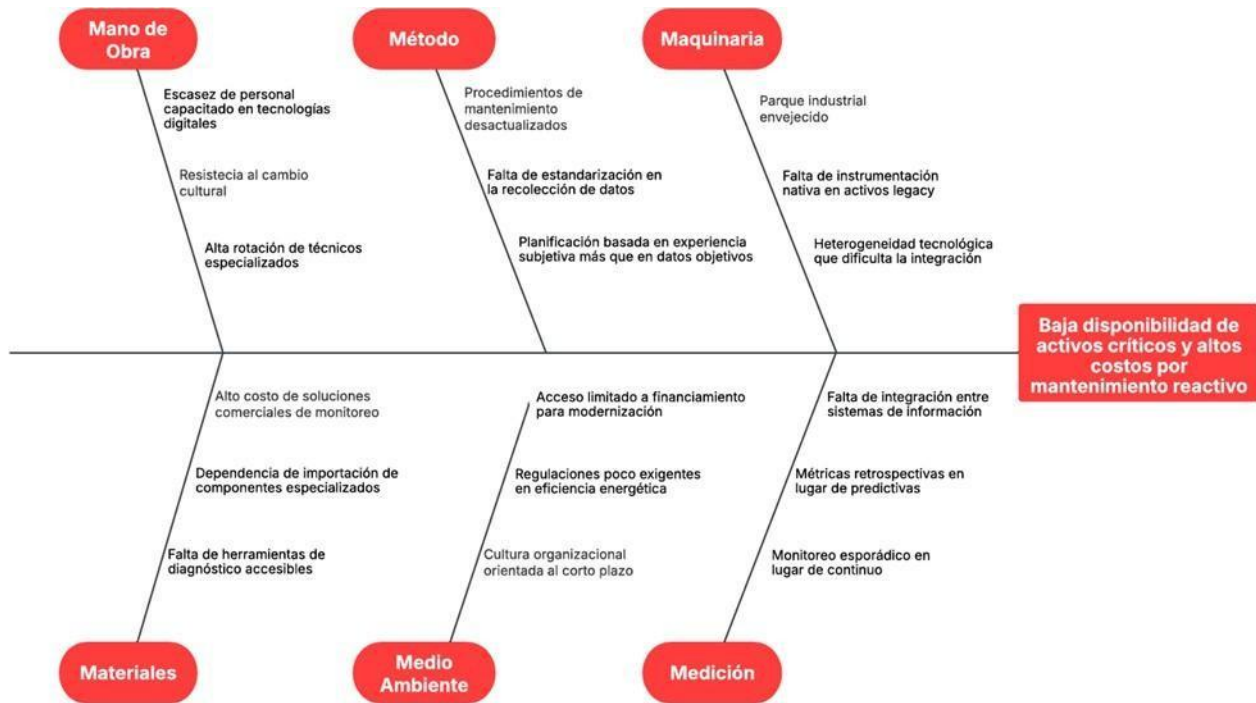 Mano de
Obra
Método
Maquinaria
Escasez de personal
capacitado en tecnologías
digitales
Resistecia al cambio
cultural
Alta rotación de técnicos
especializados
Procedimientos de
mantenimiento
desactualizados
Falta de estandarización en
la recolección de datos
Planificación basada en experiencia
subjetiva más que en datos objetivos
Parque industrial
envejecido
Falta de instrumentación
nativa en activos legacy
Heterogeneidad tecnológica
que dificulta la integración
Baja disponibilidad de
activos críticos y altos
costos por
mantenimiento reactivo
Alto costo de soluciones
comerciales de monitoreo
Dependencia de importación de
componentes especializados
Falta de herramientas de
diagnóstico accesibles
Acceso limitado a financiamiento
para modernización
Regulaciones poco exigentes
en eficiencia energética
Cultura organizacional
orientada al corto plazo
Falta de integración entre
sistemas de información
Métricas retrospectivas en
lugar de predictivas
Monitoreo esporádico en
lugar de continuo
Materiales
Medio
Ambiente
Medición